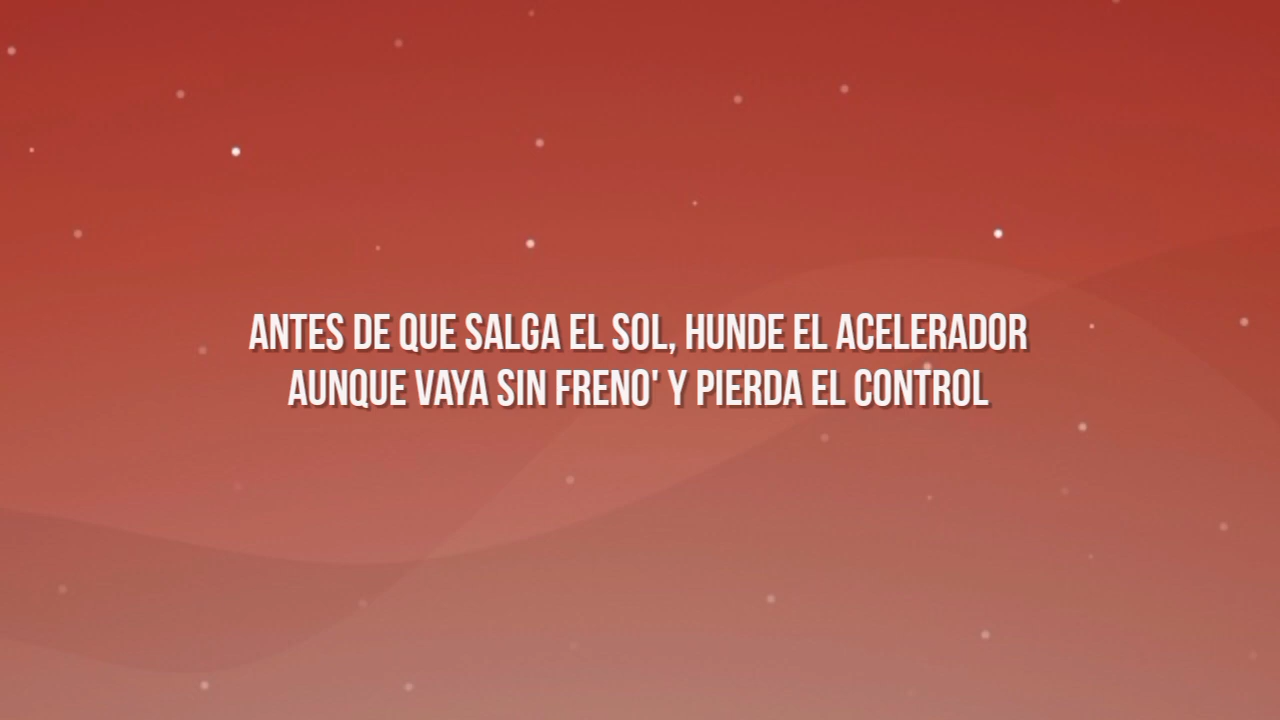 ANTES DE QUE SALGA EL SOL, HUNDE EL ACELERADOR
AUNQUE VAYA SIN FRENO' Y PIERDA EL CONTROL